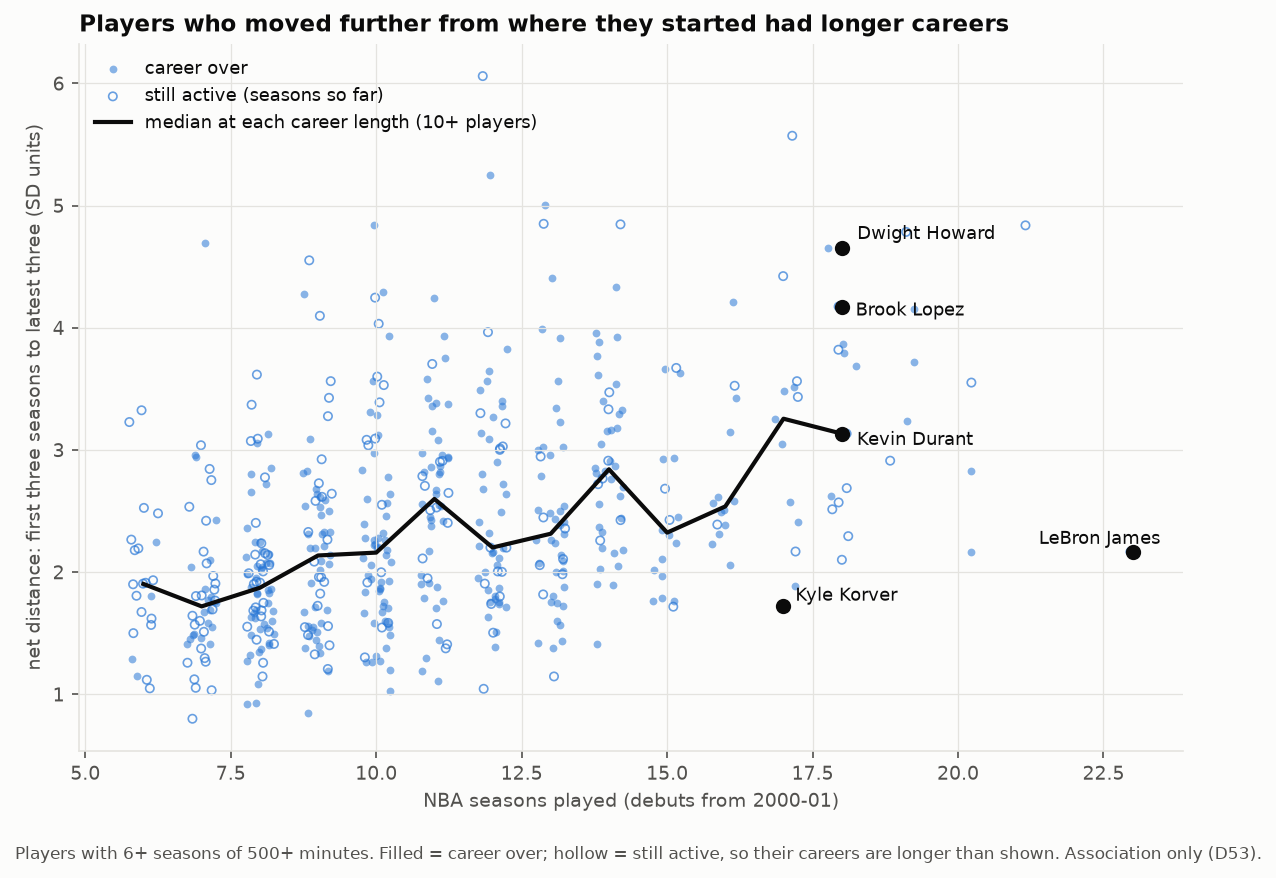 Players who moved further from where they started had longer careers
career over
still active (seasons so far)
median at each career length (10+ players)
net distance: first three seasons to latest three (SD units)
6
5
4
3
2
1
Dwight Howard
Brook Lopez
Kevin Durant
LeBron James
Kyle Korver
5.0 7.5 10.0 12.5 15.0 17.5 20.0 22.5
NBA seasons played (debuts from 2000-01)
Players with 6+ seasons of 500+ minutes. Filled = career over; hollow = still active, so their careers are longer than shown. Association only (D53).